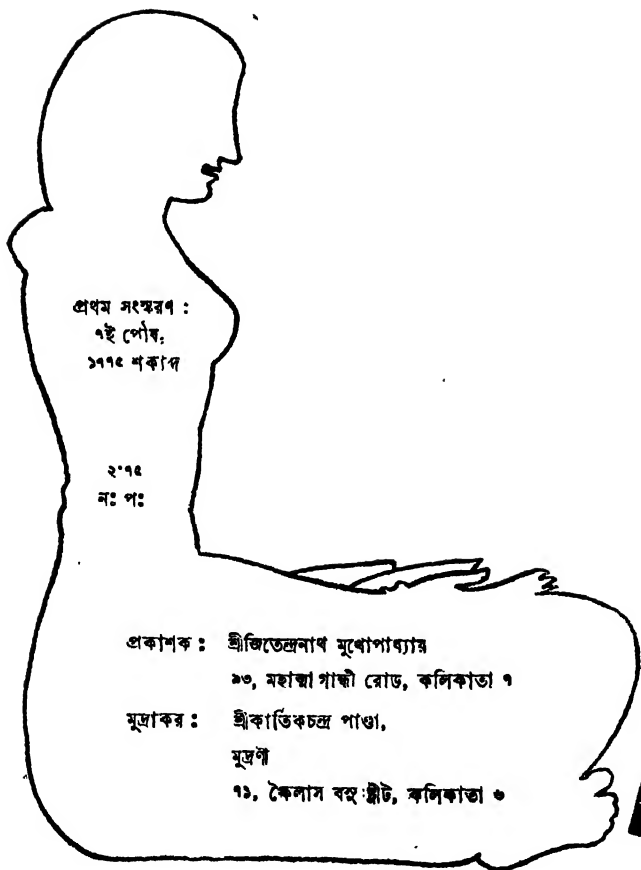 প্রথম সংস্করণ :
৭ই পৌষ,
১৭৭৫ শকাব্দ
২·৭৫
নঃ পঃ
প্রকাশক : শ্রীজিতেন্দ্রনাথ মুখোপাধ্যায়
৯৩, মহাত্মা গান্ধী রোড, কলিকাতা ৭
মুদ্রাকর : শ্রীকার্তিকচন্দ্র পাণ্ডা,
মুদ্রণী
৭১, কৈলাস বসু স্ট্রীট, কলিকাতা ৬